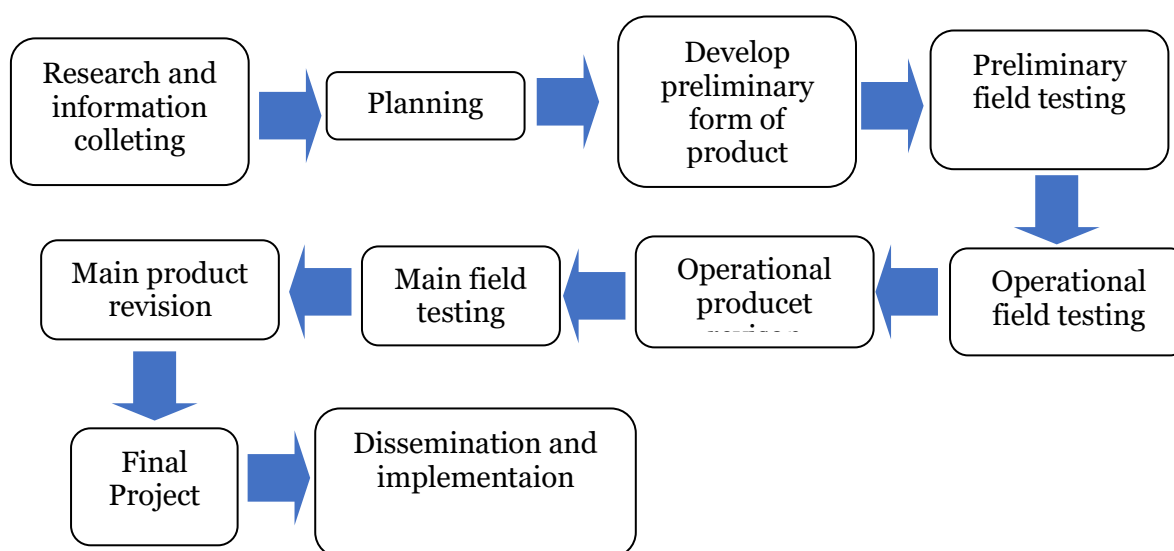 Research and
information
colleting
Planning
Develop
preliminary
form of
product
Preliminary
field testing
Operational
field testing
Operational
producet
Main field
testing
Main product
revision
Final
Project
Dissemination and
implementaion